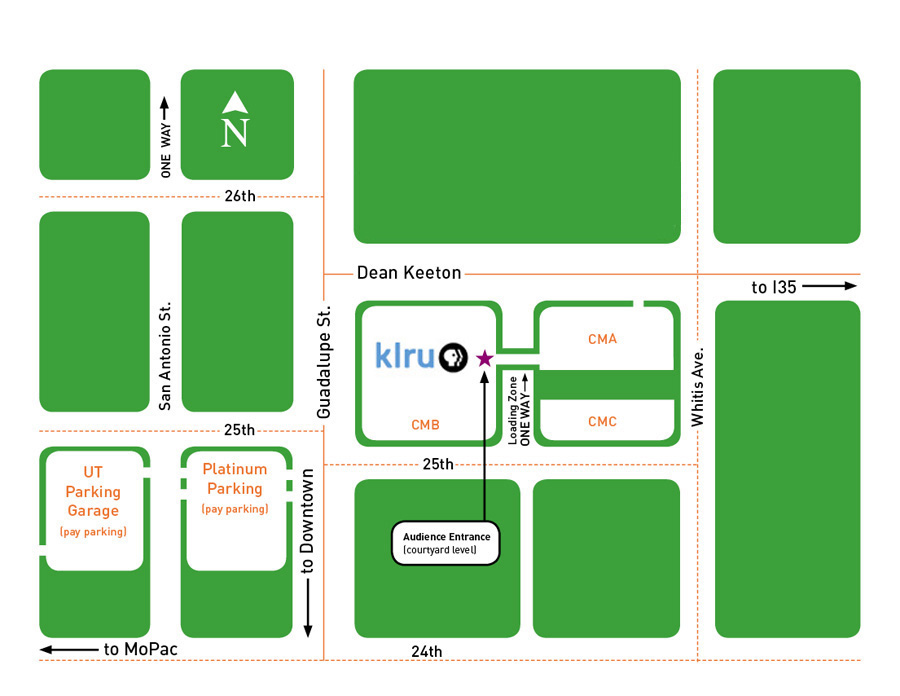 ONE WAY
N
26th
Dean Keeton
to I35
San Antonio St.
Guadalupe St.
klru
CMA
Loading Zone
ONE WAY
Whitis Ave.
CMB
CMC
25th
25th
UT
Parking
Garage
(pay parking)
Platinum
Parking
(pay parking)
to Downtown
Audience Entrance
(courtyard level)
to MoPac
24th